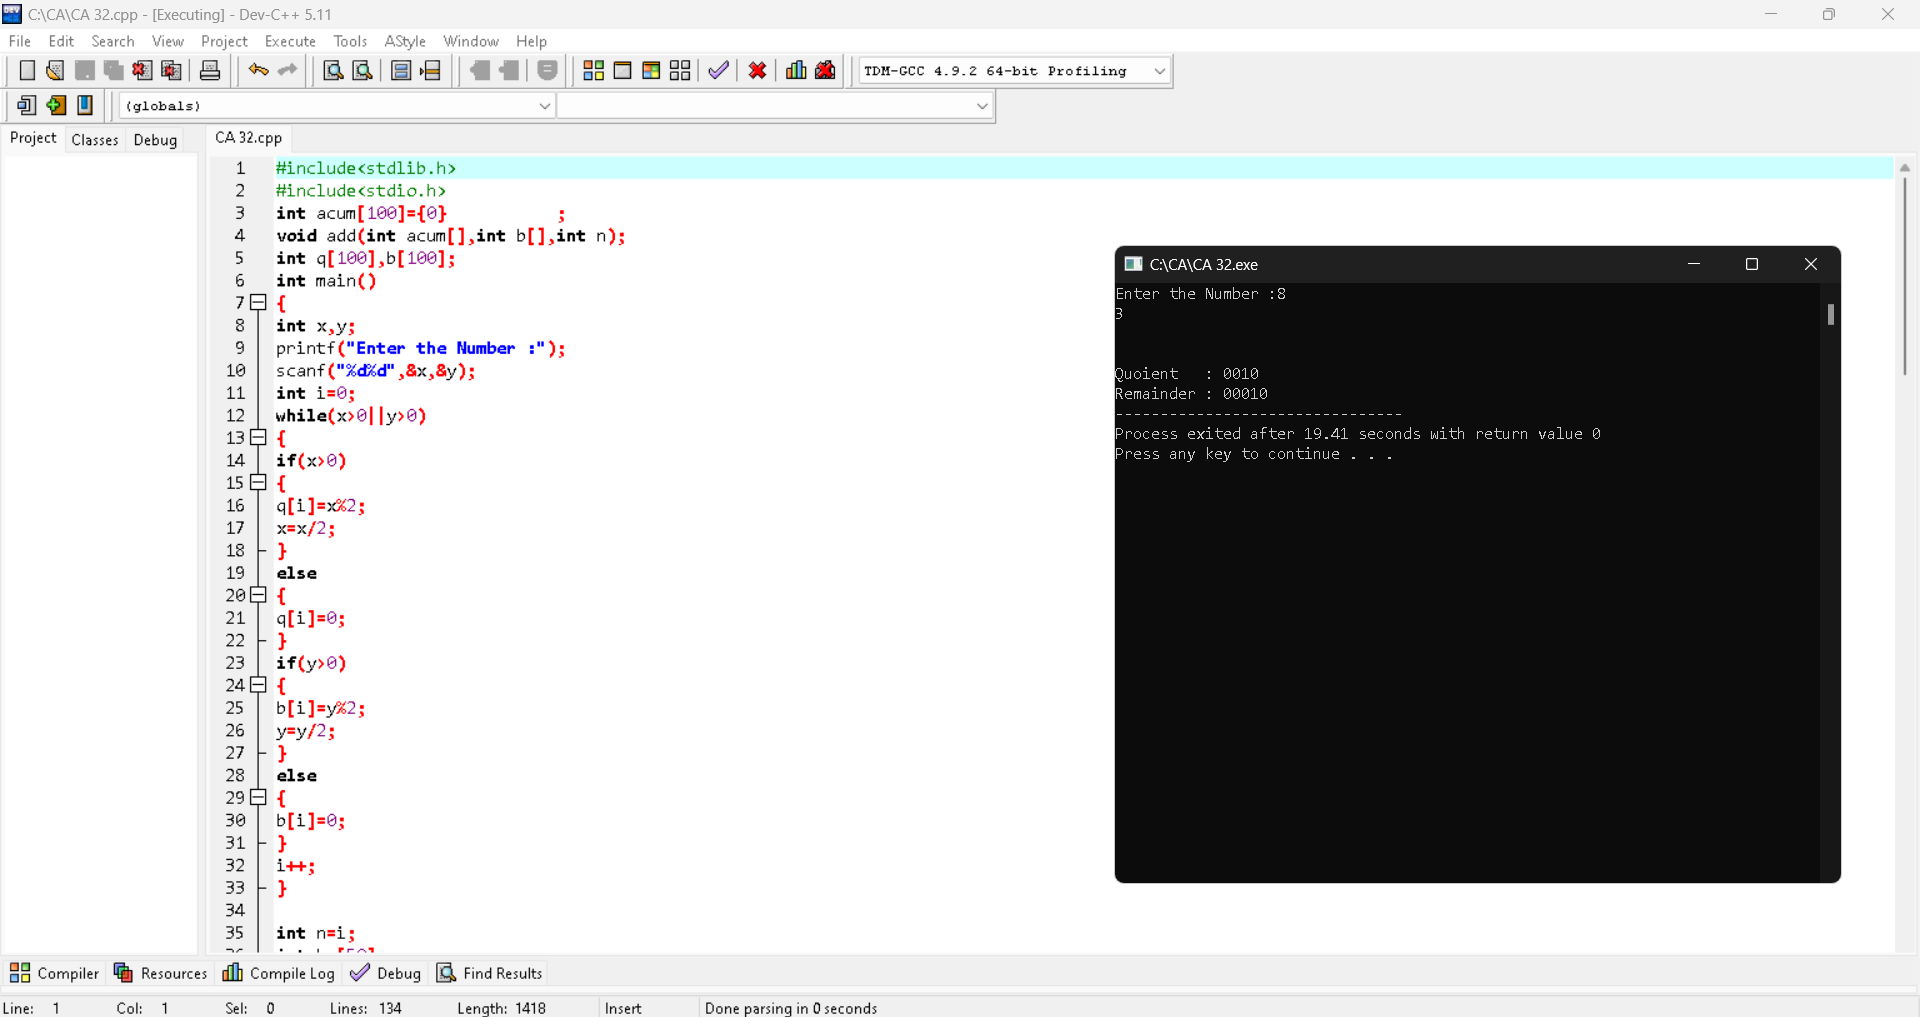 C:\CA\CA 32.cpp - [Executing] - Dev-C++ 5.11
File Edit Search View Project Execute Tools AStyle Window Help
TDM-GCC 4.9.2 64-bit Profiling
(globals)
Project Classes Debug
CA 32.cpp
1 #include<stdlib.h>
2 #include<stdio.h>
3 int acum[100]={0} ;
4 void add(int acum[],int b[],int n);
5 int q[100],b[100];
6 int main()
7 {
8 int x,y;
9 printf("Enter the Number :");
10 scanf("%d%d",&x,&y);
11 int i=0;
12 while(x>0||y>0)
13 {
14 if(x>0)
15 {
16 q[i]=x%2;
17 x=x/2;
18 }
19 else
20 {
21 q[i]=0;
22 }
23 if(y>0)
24 {
25 b[i]=y%2;
26 y=y/2;
27 }
28 else
29 {
30 b[i]=0;
31 }
32 i++;
33 }
34
35 int n=i;
C:\CA\CA 32.exe
Enter the Number :8
3
Quoient : 0010
Remainder : 00010
--------------------------------
Process exited after 19.41 seconds with return value 0
Press any key to continue . . .
Compiler Resources Compile Log Debug Find Results
Line: 1 Col: 1 Sel: 0 Lines: 134 Length: 1418 Insert Done parsing in 0 seconds